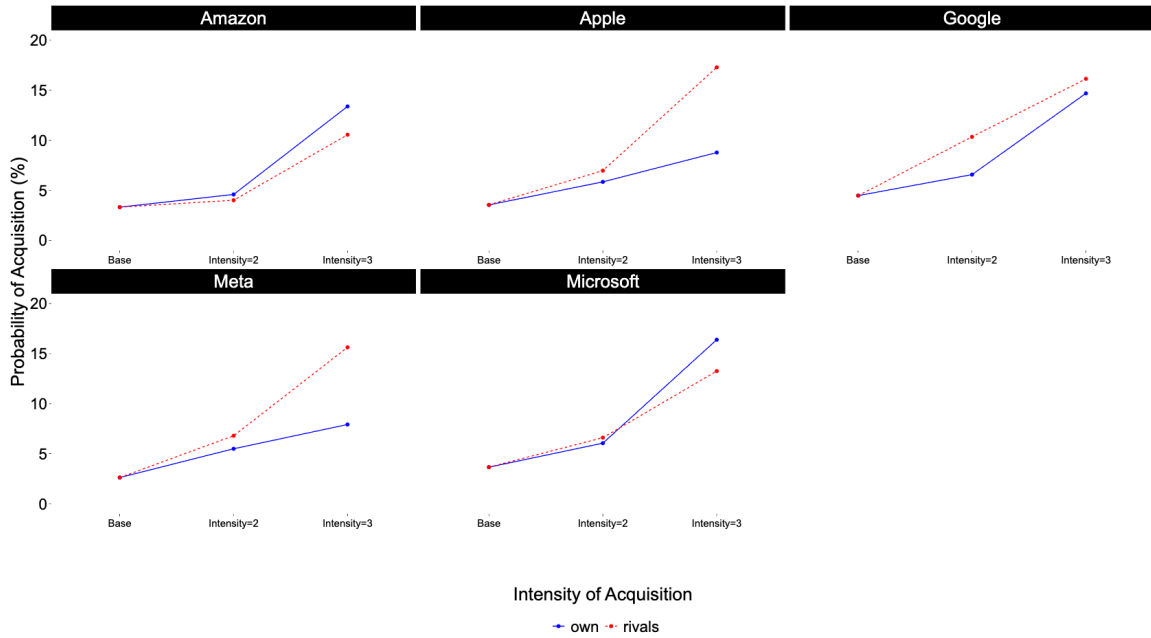 Amazon
Apple
Google
Probability of Acquisition (%)
20
15
10
5
0
Base
Intensity=2
Intensity=3
Base
Intensity=2
Intensity=3
Base
Intensity=2
Intensity=3
Meta
Microsoft
20
15
10
5
0
Base
Intensity=2
Intensity=3
Base
Intensity=2
Intensity=3
Intensity of Acquisition
own
rivals